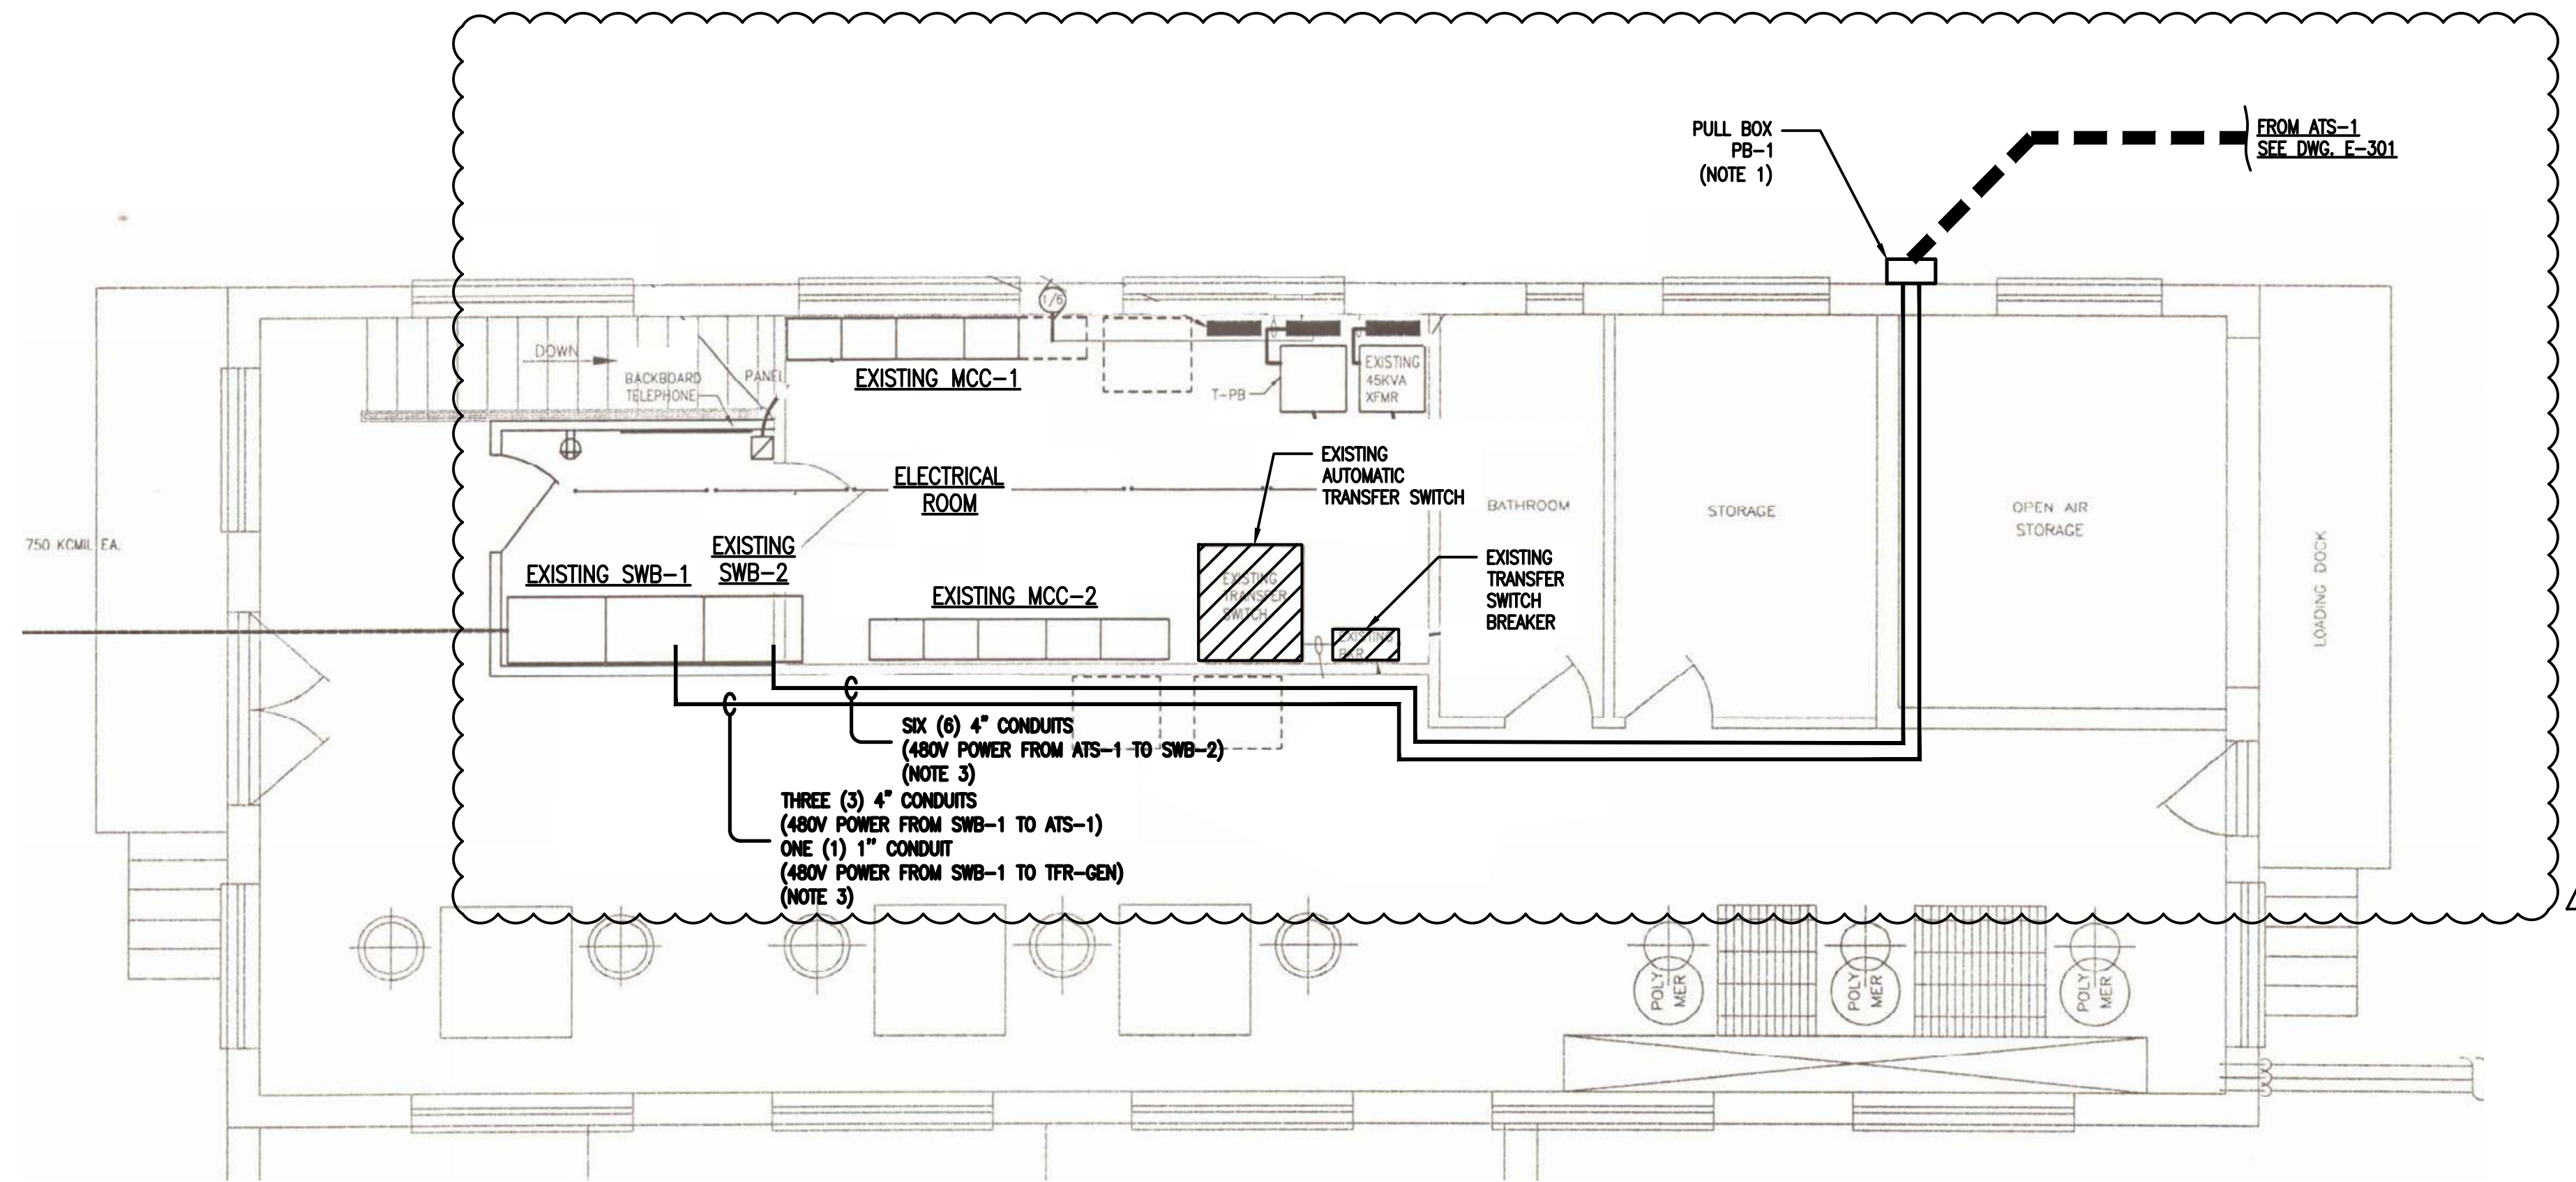 PULL BOX
PB-1
(NOTE 1)
FROM ATS-1
SEE DWG. E-301
1/6
DOWN
BACKBOARD
TELEPHONE
PANEL
EXISTING MCC-1
T-PB
EXISTING
45KVA
XFMR
EXISTING
AUTOMATIC
TRANSFER SWITCH
ELECTRICAL
ROOM
BATHROOM
STORAGE
OPEN AIR
STORAGE
LOADING DOCK
750 KCMIL EA.
EXISTING SWB-1
EXISTING
SWB-2
EXISTING MCC-2
EXISTING
TRANSFER
SWITCH
EXISTING
TRANSFER
SWITCH
BREAKER
EXISTING
BKR
SIX (6) 4" CONDUITS
(480V POWER FROM ATS-1 TO SWB-2)
(NOTE 3)
THREE (3) 4" CONDUITS
(480V POWER FROM SWB-1 TO ATS-1)
ONE (1) 1" CONDUIT
(480V POWER FROM SWB-1 TO TFR-GEN)
(NOTE 3)
POLY
MER
POLY
MER
POLY
MER